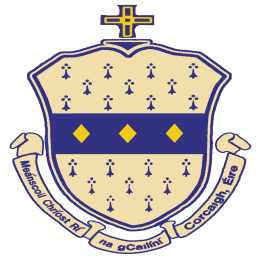 Meánscoil Chríost Rí
na gCailíní
Corcaigh, Éire